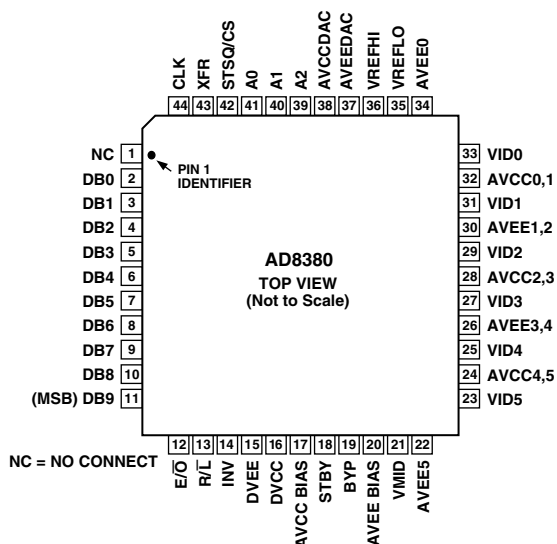 CLK
XFR
STSQ/CS
A0
A1
A2
AVCCDAC
AVEEDAC
VREFHI
VREFLO
AVEE0
44 43 42 41 40 39 38 37 36 35 34
NC 1
DB0 2
DB1 3
DB2 4
DB3 5
DB4 6
DB5 7
DB6 8
DB7 9
DB8 10
(MSB) DB9 11
PIN 1
IDENTIFIER
AD8380
TOP VIEW
(Not to Scale)
33 VID0
32 AVCC0,1
31 VID1
30 AVEE1,2
29 VID2
28 AVCC2,3
27 VID3
26 AVEE3,4
25 VID4
24 AVCC4,5
23 VID5
12 13 14 15 16 17 18 19 20 21 22
NC = NO CONNECT
E/O̅
R/L̅
INV
DVEE
DVCC
AVCC BIAS
STBY
BYP
AVEE BIAS
VMID
AVEE5